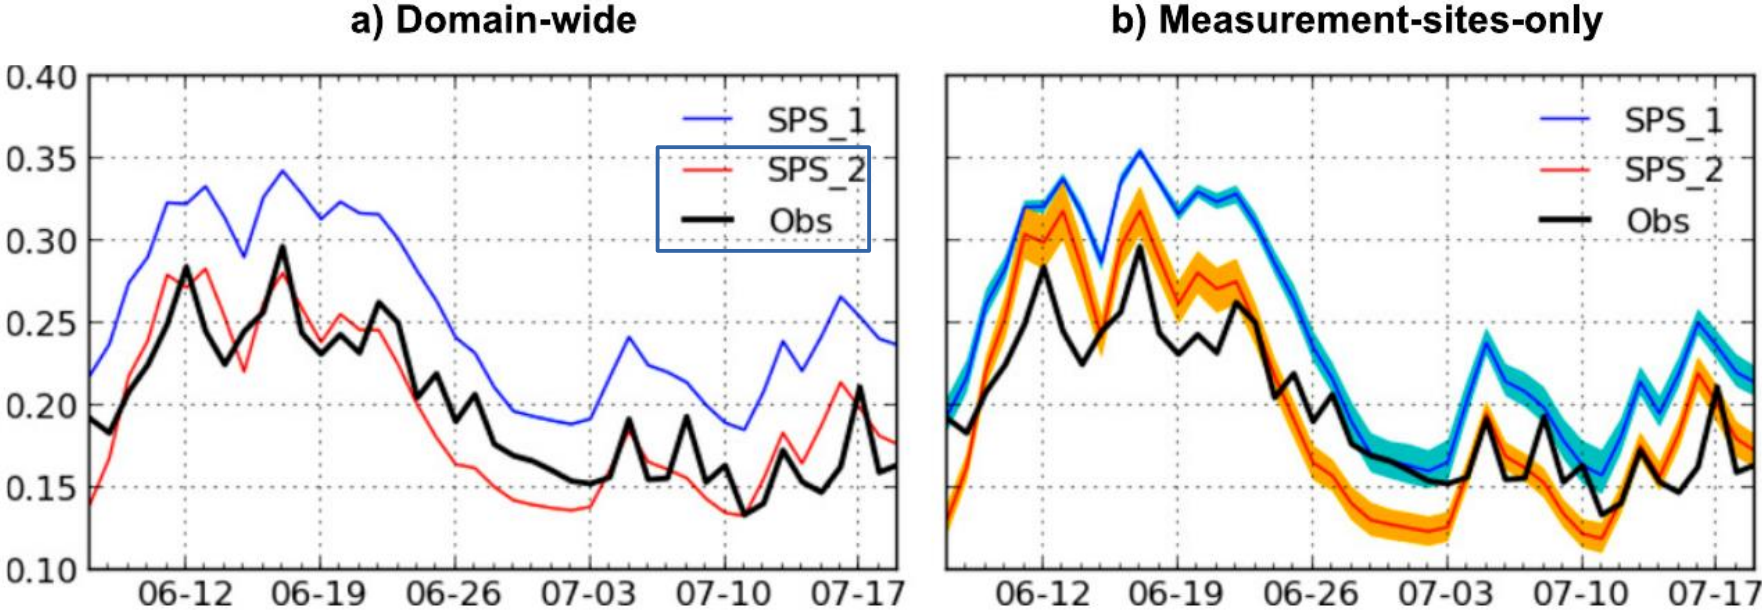 a) Domain-wide
b) Measurement-sites-only
0.40
0.35
0.30
0.25
0.20
0.15
0.10
SPS_1
SPS_2
Obs
06-12 06-19 06-26 07-03 07-10 07-17
SPS_1
SPS_2
Obs
06-12 06-19 06-26 07-03 07-10 07-17